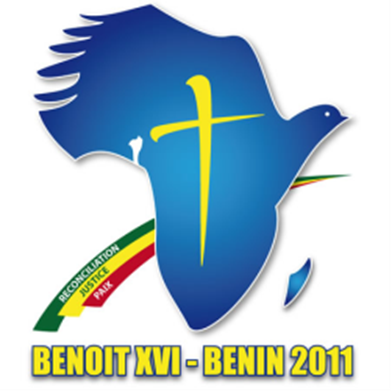 RECONCILIATION
JUSTICE
PAIX
BENOIT XVI - BENIN 2011